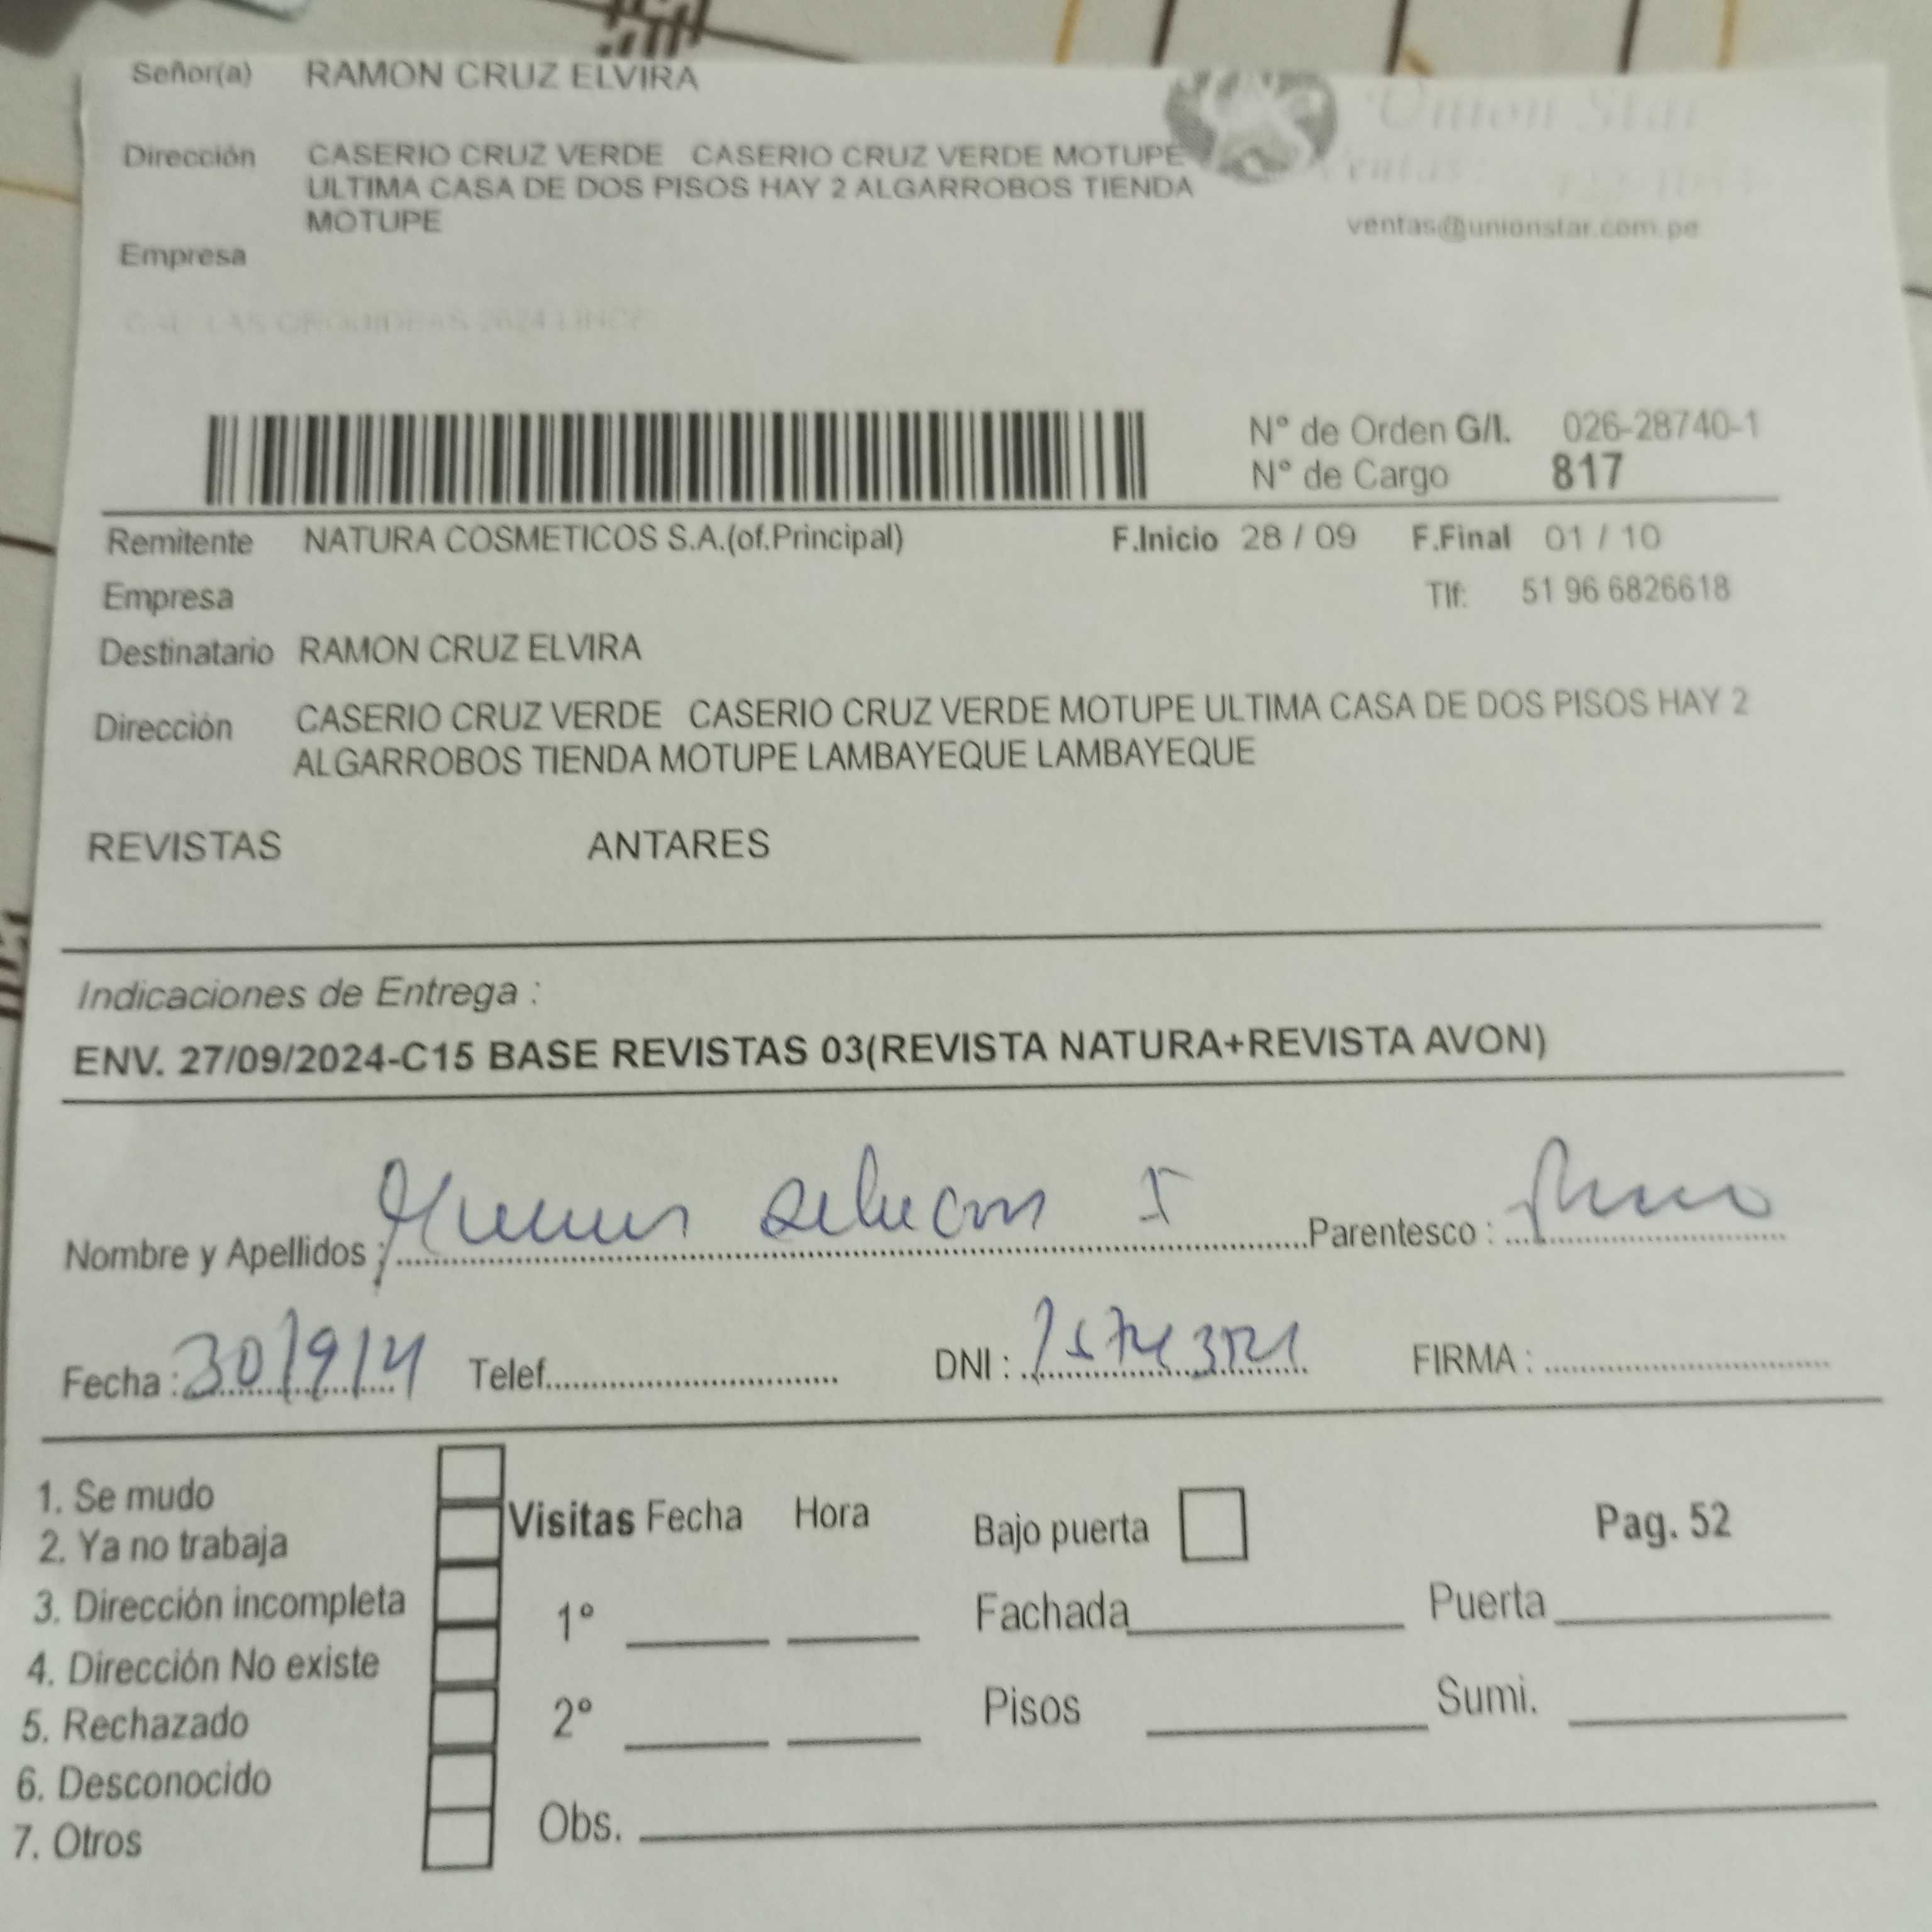 Señor(a) RAMON CRUZ ELVIRA
Union Star
Dirección CASERIO CRUZ VERDE CASERIO CRUZ VERDE MOTUPE
Ventas:
ULTIMA CASA DE DOS PISOS HAY 2 ALGARROBOS TIENDA
MOTUPE
ventas@unionstar.com.pe
Empresa
LAS ORQUIDEAS 2624 LINCE
N° de Orden G/I. 026-28740-1
N° de Cargo 817
Remitente NATURA COSMETICOS S.A.(of.Principal) F.Inicio 28 / 09 F.Final 01 / 10
Empresa Tlf: 51 96 6826618
Destinatario RAMON CRUZ ELVIRA
Dirección CASERIO CRUZ VERDE CASERIO CRUZ VERDE MOTUPE ULTIMA CASA DE DOS PISOS HAY 2
ALGARROBOS TIENDA MOTUPE LAMBAYEQUE LAMBAYEQUE
REVISTAS ANTARES
Indicaciones de Entrega :
ENV. 27/09/2024-C15 BASE REVISTAS 03(REVISTA NATURA+REVISTA AVON)
Nombre y Apellidos : Parentesco :
Fecha : 30/9/ Telef. DNI : FIRMA :
1. Se mudo
2. Ya no trabaja
3. Dirección incompleta
4. Dirección No existe
5. Rechazado
6. Desconocido
7. Otros
Visitas Fecha Hora
1°
2°
Obs.
Bajo puerta Pag. 52
Fachada Puerta
Pisos Sumi.